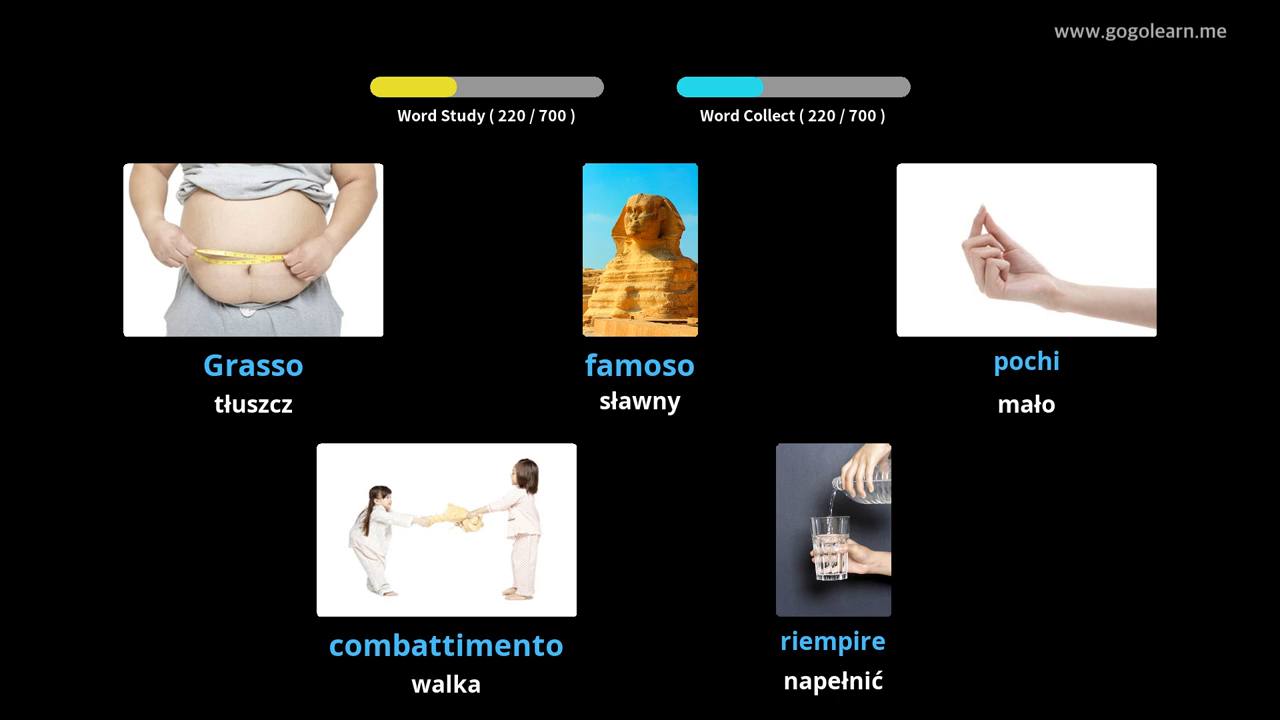 www.gogolearn.me
Word Study ( 220 / 700 )
Word Collect ( 220 / 700 )
Grasso
tłuszcz
famoso
sławny
pochi
mało
combattimento
walka
riempire
napełnić